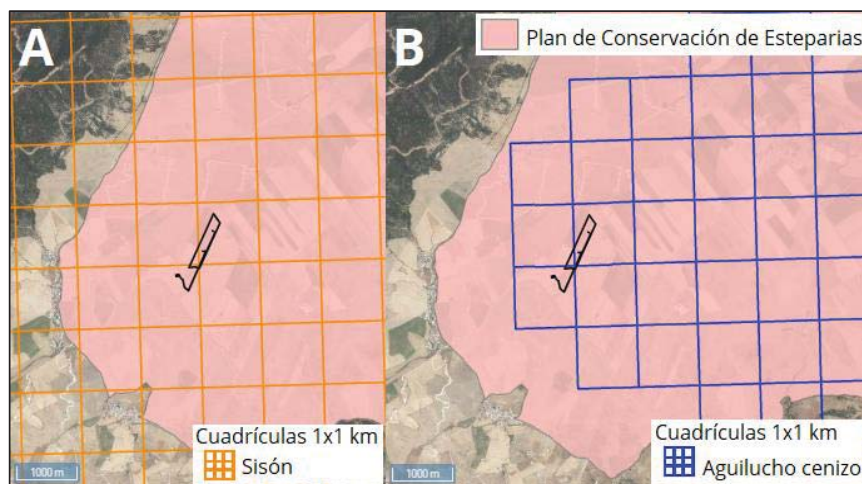 A
B
Plan de Conservación de Esteparias
Cuadrículas 1x1 km
Sisón
1000 m
Cuadrículas 1x1 km
Aguilucho cenizo
1000 m